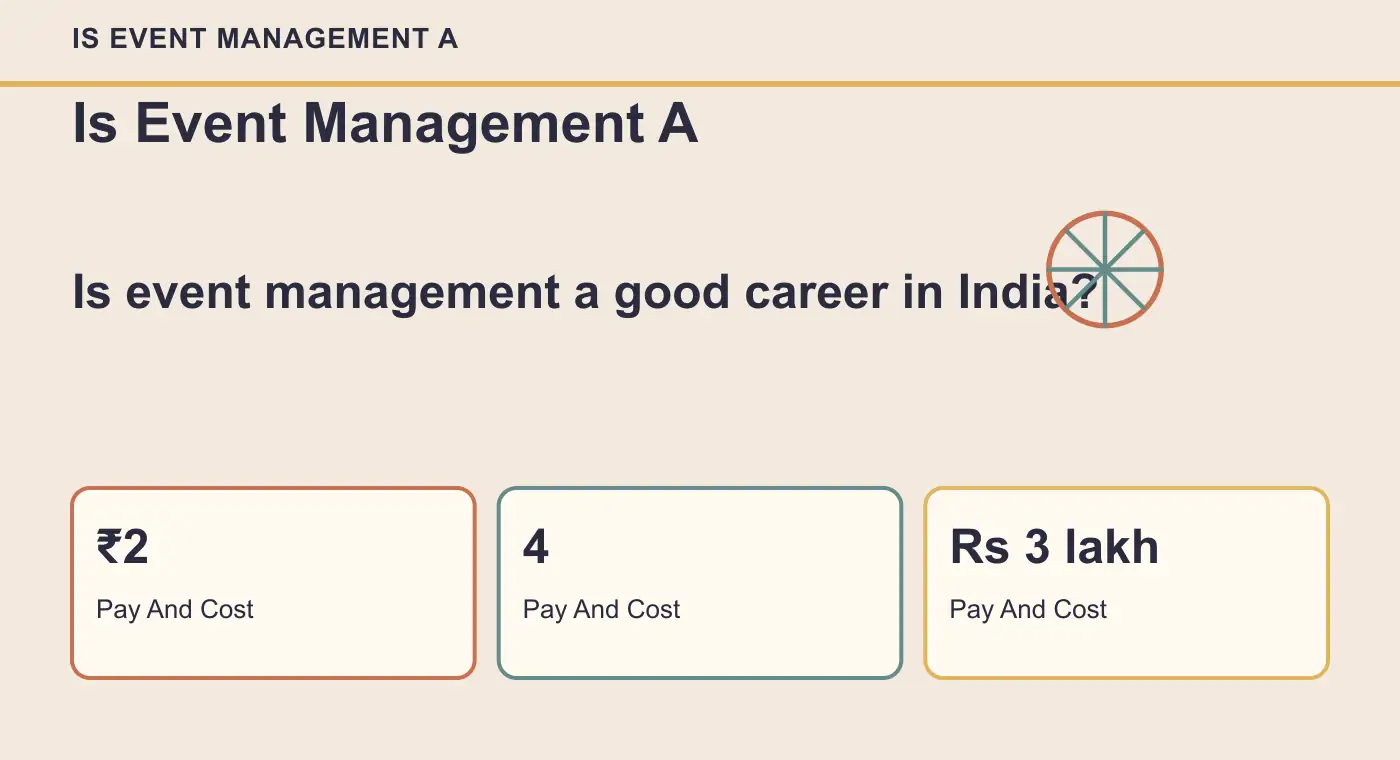 IS EVENT MANAGEMENT A
Is Event Management A
Is event management a good career in India?
₹2
Pay And Cost
4
Pay And Cost
Rs 3 lakh
Pay And Cost